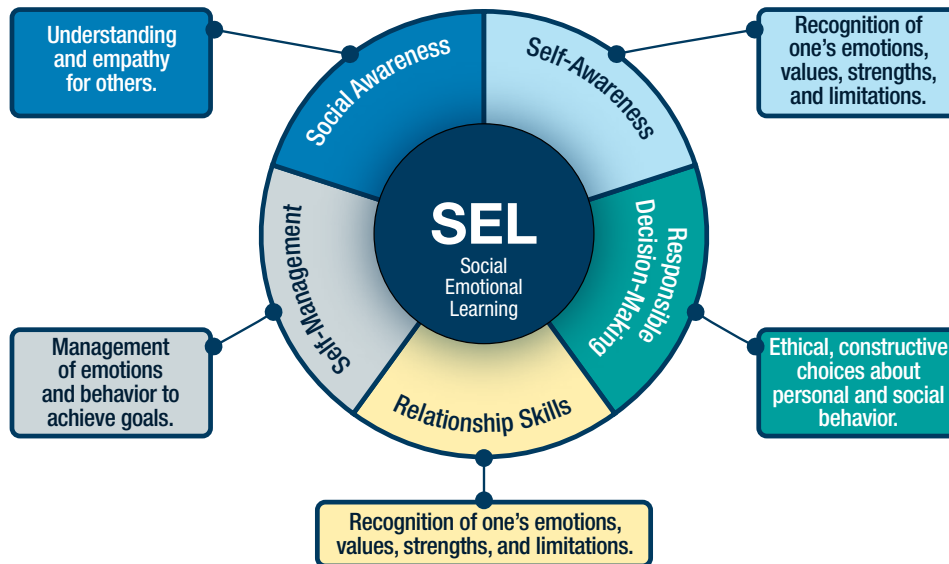 Understanding
and empathy
for others.
Social Awareness
Self-Awareness
Recognition of
one’s emotions,
values, strengths,
and limitations.
SEL
Social
Emotional
Learning
Self-Management
Responsible
Decision-Making
Relationship Skills
Management
of emotions
and behavior to
achieve goals.
Ethical, constructive
choices about
personal and social
behavior.
Recognition of one’s emotions,
values, strengths, and limitations.